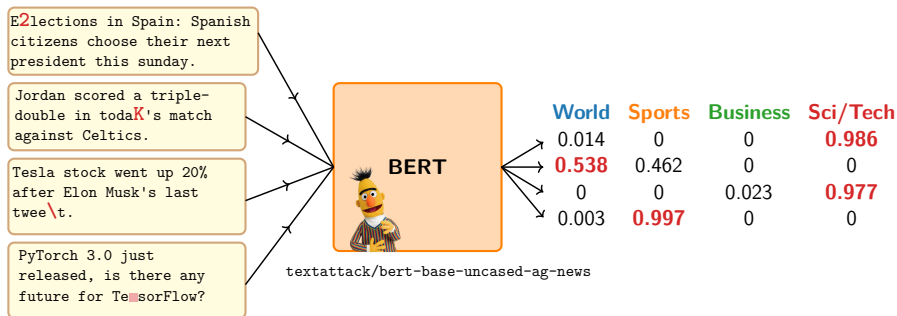 E2lections in Spain: Spanish
citizens choose their next
president this sunday.
Jordan scored a triple-
double in todaK's match
against Celtics.
Tesla stock went up 20%
after Elon Musk's last
twee\t.
PyTorch 3.0 just
released, is there any
future for Te■sorFlow?
BERT
textattack/bert-base-uncased-ag-news
World Sports Business Sci/Tech
0.014 0 0 0.986
0.538 0.462 0 0
0 0 0.023 0.977
0.003 0.997 0 0